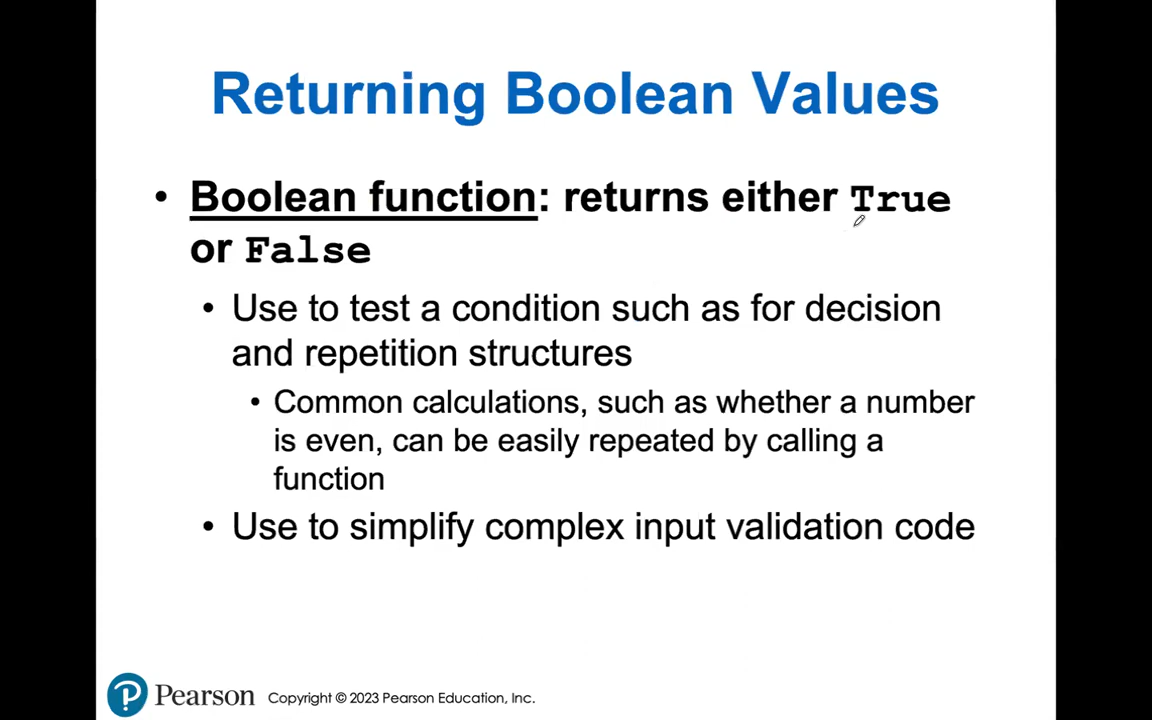 Returning Boolean Values
• Boolean function: returns either True
or False
• Use to test a condition such as for decision
and repetition structures
• Common calculations, such as whether a number
is even, can be easily repeated by calling a
function
• Use to simplify complex input validation code
Pearson Copyright © 2023 Pearson Education, Inc.